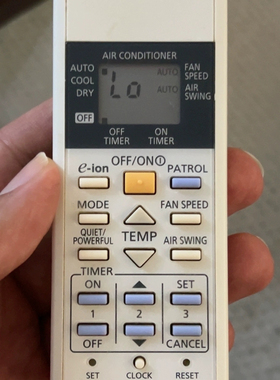 AIR CONDITIONER
AUTO AUTO FAN SPEED
COOL Lo
DRY AUTO AIR SWING
OFF
OFF TIMER ON TIMER
OFF/ON
e-ion PATROL
MODE FAN SPEED
QUIET/POWERFUL TEMP AIR SWING
TIMER
ON SET
1 2 3
OFF CANCEL
SET CLOCK RESET